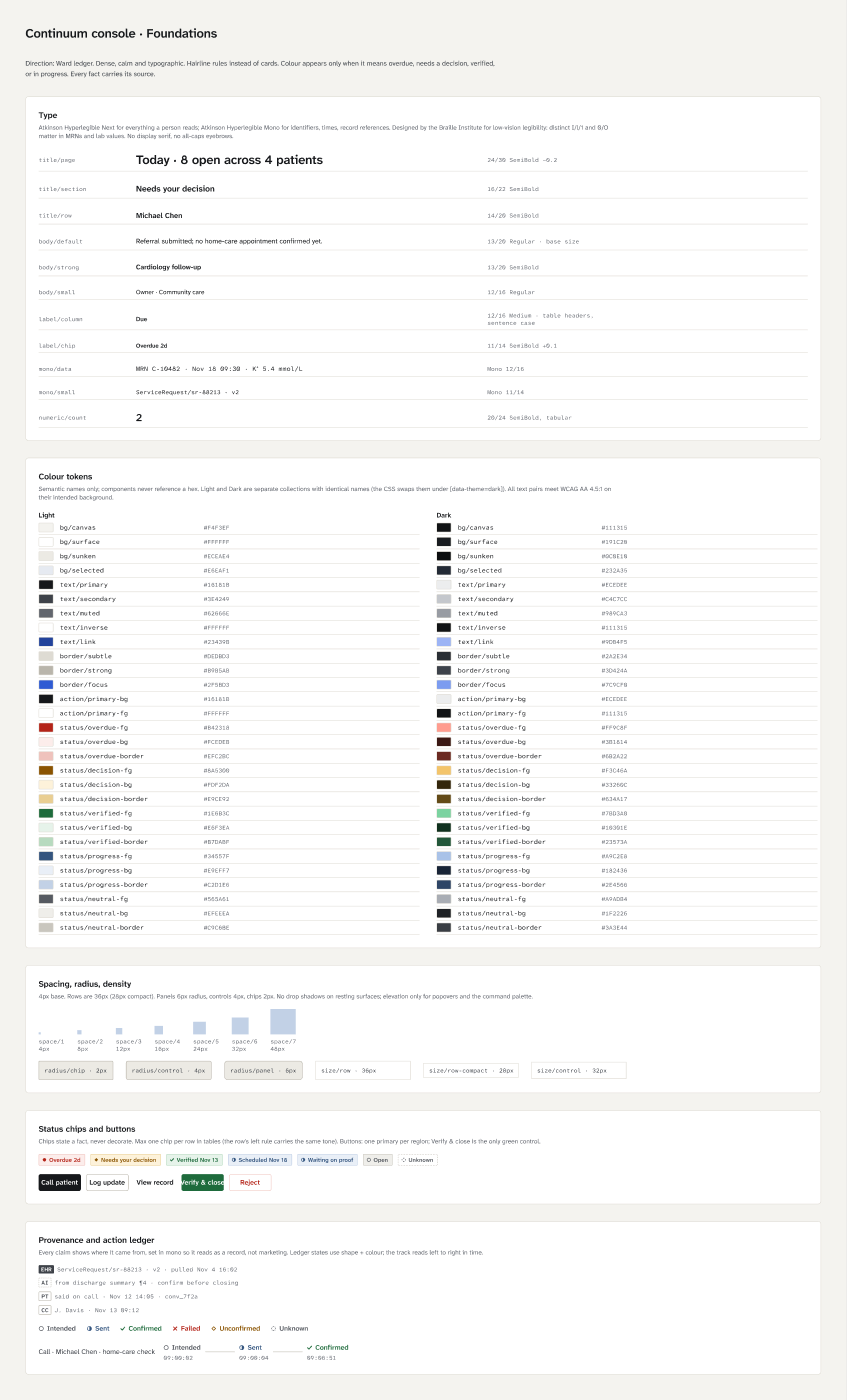 Continuum console · Foundations
Direction: Ward ledger. Dense, calm and typographic. Hairline rules instead of cards. Colour appears only when it means overdue, needs a decision, verified,
or in progress. Every fact carries its source.
Type
Atkinson Hyperlegible Next for everything a person reads; Atkinson Hyperlegible Mono for identifiers, times, record references. Designed by the Braille Institute for low-vision legibility: distinct I/l/1 and 0/O
matter in MRNs and lab values. No display serif, no all-caps eyebrows.
title/page Today · 8 open across 4 patients 24/30 SemiBold −0.2
title/section Needs your decision 16/22 SemiBold
title/row Michael Chen 14/20 SemiBold
body/default Referral submitted; no home-care appointment confirmed yet. 13/20 Regular · base size
body/strong Cardiology follow-up 13/20 SemiBold
body/small Owner · Community care 12/16 Regular
label/column Due 12/16 Medium · table headers,
sentence case
label/chip Overdue 2d 11/14 SemiBold +0.1
mono/data MRN C-10482 · Nov 18 09:30 · K⁺ 5.4 mmol/L Mono 12/16
mono/small ServiceRequest/sr-88213 · v2 Mono 11/14
numeric/count 2 20/24 SemiBold, tabular
Colour tokens
Semantic names only, components never reference a hex. Light and Dark are separate collections with identical names (the CSS swaps them under [data-theme=dark]). All text pairs meet WCAG AA 4.5:1 on
their intended background.
Light Dark
bg/canvas #F4F3EF bg/canvas #111315
bg/surface #FFFFFF bg/surface
bg/sunken #ECEAE4 bg/sunken
bg/selected bg/selected #232A35
text/primary text/primary #ECEDEE
text/secondary #3E4249 text/secondary #C4C7CC
text/muted text/muted #989CA3
text/inverse #FFFFFF text/inverse #111315
text/link text/link #9DB4F5
border/subtle #DEDBD3 border/subtle #2A2E34
border/strong border/strong #3D424A
border/focus #2F5BD3 border/focus #7C9CFB
action/primary-bg action/primary-bg #ECEDEE
action/primary-fg #FFFFFF action/primary-fg #111315
status/overdue-fg #B42318 status/overdue-fg #FF9C8F
status/overdue-bg status/overdue-bg #3B1614
status/overdue-border #EFC2BC status/overdue-border #6B2A22
status/decision-fg #8A5300 status/decision-fg
status/decision-bg status/decision-bg
status/decision-border #E9CE92 status/decision-border #634A17
status/verified-fg status/verified-fg
status/verified-bg #E6F3EA status/verified-bg
status/verified-border #B7DABF status/verified-border #23573A
status/progress-fg #34557F status/progress-fg
status/progress-bg #E9EFF7 status/progress-bg #182436
status/progress-border status/progress-border
status/neutral-fg status/neutral-fg
status/neutral-bg #EFEEEA status/neutral-bg #1F2226
status/neutral-border status/neutral-border #3A3E44
Spacing, radius, density
4px base. Rows are 36px (28px compact). Panels 6px radius, controls 4px, chips 2px. No drop shadows on resting surfaces; elevation only for popovers and the command palette.
space/1 space/2 space/3 space/4 space/5 space/6 space/7
4px 8px 12px 16px 24px 32px 48px
radius/chip · 2px radius/control · 4px radius/panel · 6px size/row · 36px size/row-compact · 28px size/control · 32px
Status chips and buttons
Chips state a fact, never decorate. Max one chip per row in tables (the row's left rule carries the same tone). Buttons: one primary per region; Verify & close is the only green control.
Overdue 2d Needs your decision Verified Nov 13 Scheduled Nov 18 Waiting on proof Open Unknown
Call patient Log update View record Verify & close Reject
Provenance and action ledger
Every claim shows where it came from, set in mono so it reads as a record, not marketing. Ledger states use shape + colour; the track reads left to right in time.
EHR ServiceRequest/sr-88213 · v2 · pulled Nov 4 16:02
AI from discharge summary ¶4 · confirm before closing
PT said on call · Nov 12 14:05 · conv_7f2a
CC J. Davis · Nov 13 09:12
Intended Sent Confirmed Failed Unconfirmed Unknown
Call · Michael Chen · home-care check Intended Sent Confirmed
09:00:02 09:00:04 09:06:51